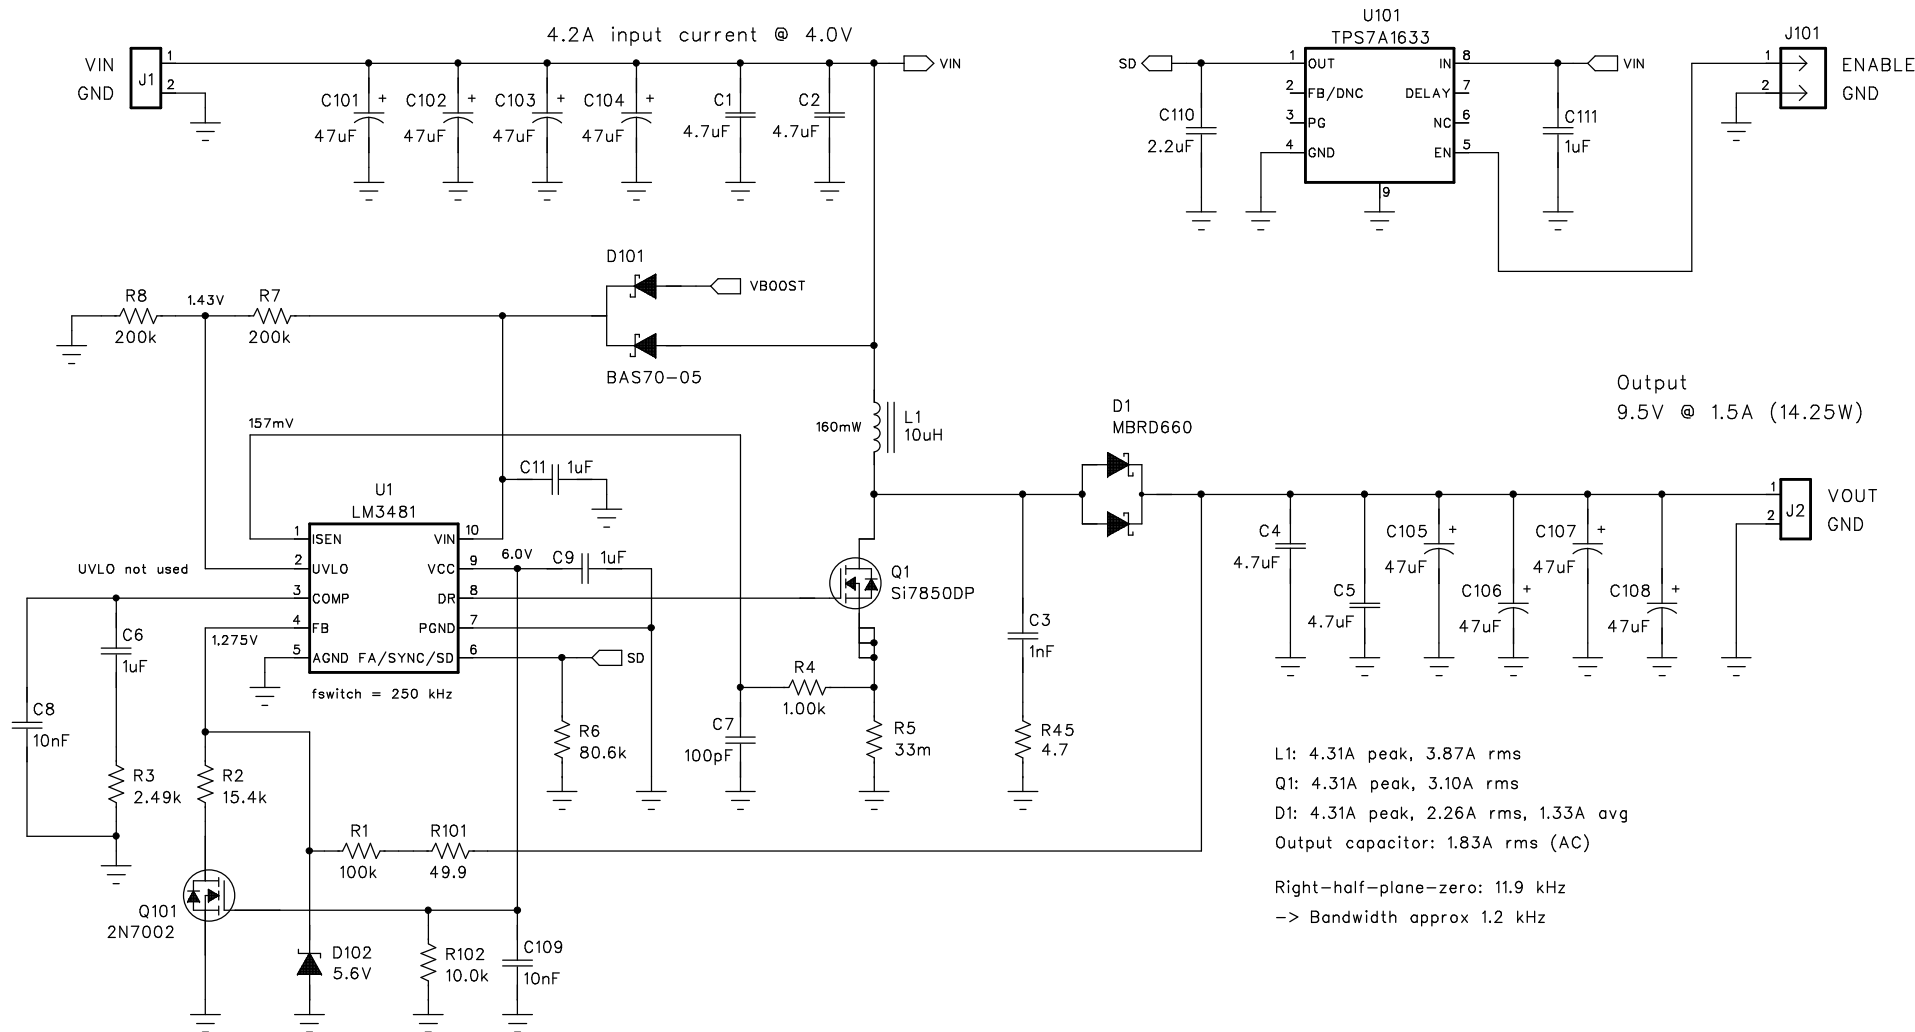 4.2A input current @ 4.0V
VIN
GND
J1
1
2
C101 +
47uF
C102 +
47uF
C103 +
47uF
C104 +
47uF
C1
4.7uF
C2
4.7uF
VIN
U101
TPS7A1633
SD
1 OUT
2 FB/DNC
3 PG
4 GND
IN 8
DELAY 7
NC 6
EN 5
9
VIN
C110
2.2uF
C111
1uF
J101
1
2
ENABLE
GND
D101
VBOOST
BAS70-05
R8
200k
1.43V
R7
200k
157mV
160mW
L1
10uH
D1
MBRD660
Output
9.5V @ 1.5A (14.25W)
C11 1uF
U1
LM3481
1 ISEN
2 UVLO
3 COMP
4 FB
5 AGND
VIN 10
VCC 9
DR 8
PGND 7
FA/SYNC/SD 6
fswitch = 250 kHz
UVLO not used
1.275V
6.0V
C9 1uF
SD
Q1
Si7850DP
C3
1nF
C4
4.7uF
C5
4.7uF
C105 +
47uF
C106 +
47uF
C107 +
47uF
C108 +
47uF
1
2
J2
VOUT
GND
C6
1uF
C8
10nF
R3
2.49k
R2
15.4k
R6
80.6k
R4
1.00k
C7
100pF
R5
33m
R45
4.7
R1
100k
R101
49.9
Q101
2N7002
D102
5.6V
R102
10.0k
C109
10nF
L1: 4.31A peak, 3.87A rms
Q1: 4.31A peak, 3.10A rms
D1: 4.31A peak, 2.26A rms, 1.33A avg
Output capacitor: 1.83A rms (AC)
Right-half-plane-zero: 11.9 kHz
-> Bandwidth approx 1.2 kHz